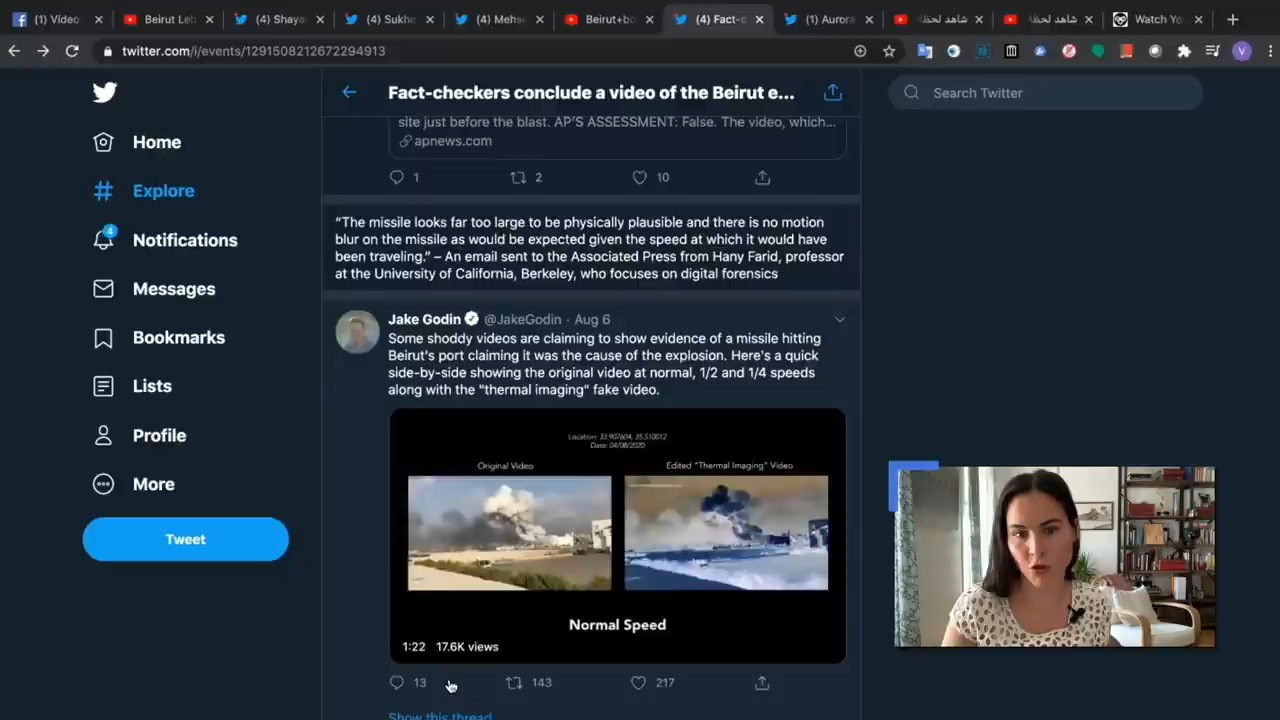 (1) Video
Beirut Leb
(4) Shaya
(4) Sukhe
(4) Mehs
Beirut+bo
(4) Fact-c
(1) Aurora
شاهد لحظة
شاهد لحظة
Watch Yo
twitter.com/i/events/1291508212672294913
V
Home
Explore
4
Notifications
Messages
Bookmarks
Lists
Profile
More
Tweet
Fact-checkers conclude a video of the Beirut e...
Search Twitter
site just before the blast. AP'S ASSESSMENT: False. The video, which...
apnews.com
1 2 10
"The missile looks far too large to be physically plausible and there is no motion
blur on the missile as would be expected given the speed at which it would have
been traveling." – An email sent to the Associated Press from Hany Farid, professor
at the University of California, Berkeley, who focuses on digital forensics
Jake Godin @JakeGodin · Aug 6
Some shoddy videos are claiming to show evidence of a missile hitting
Beirut's port claiming it was the cause of the explosion. Here's a quick
side-by-side showing the original video at normal, 1/2 and 1/4 speeds
along with the "thermal imaging" fake video.
Location: 33.907604, 35.510012
Date: 04/08/2020
Original Video
Edited "Thermal Imaging" Video
Normal Speed
1:22 17.6K views
13 143 217
Show this thread